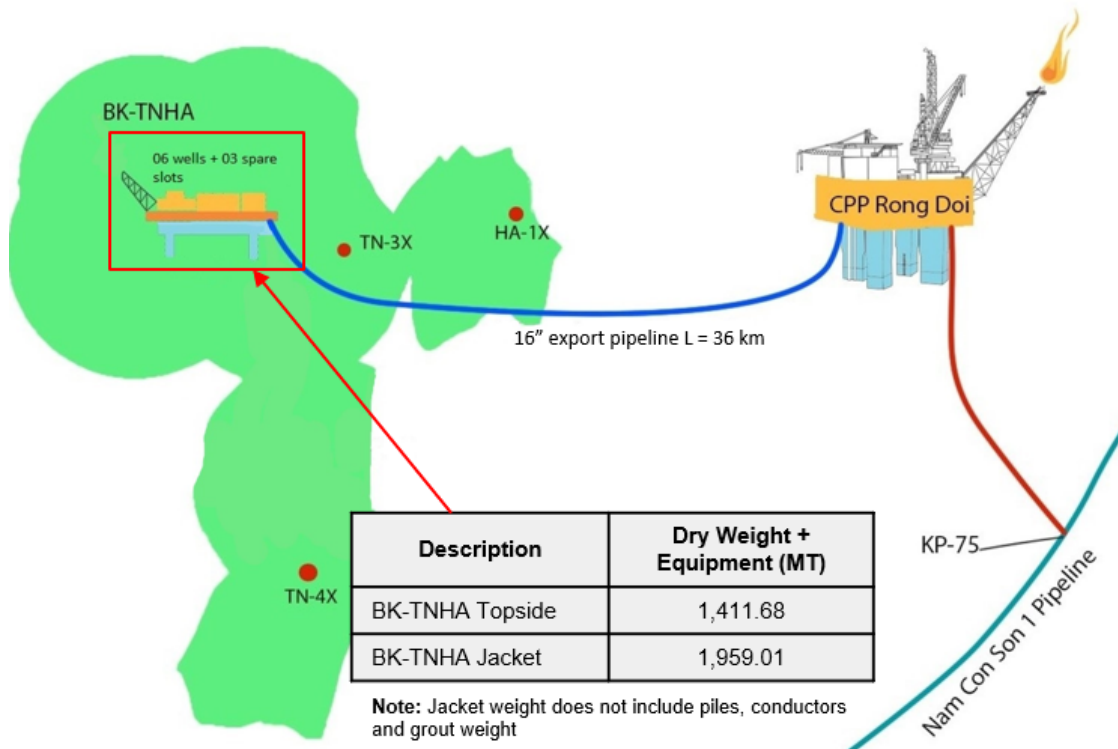 BK-TNHA
06 wells + 03 spare
slots
TN-3X
HA-1X
CPP Rong Doi
16” export pipeline L = 36 km
KP-75
Nam Con Son 1 Pipeline
TN-4X
Description
Dry Weight +
Equipment (MT)
BK-TNHA Topside
1,411.68
BK-TNHA Jacket
1,959.01
Note: Jacket weight does not include piles, conductors
and grout weight